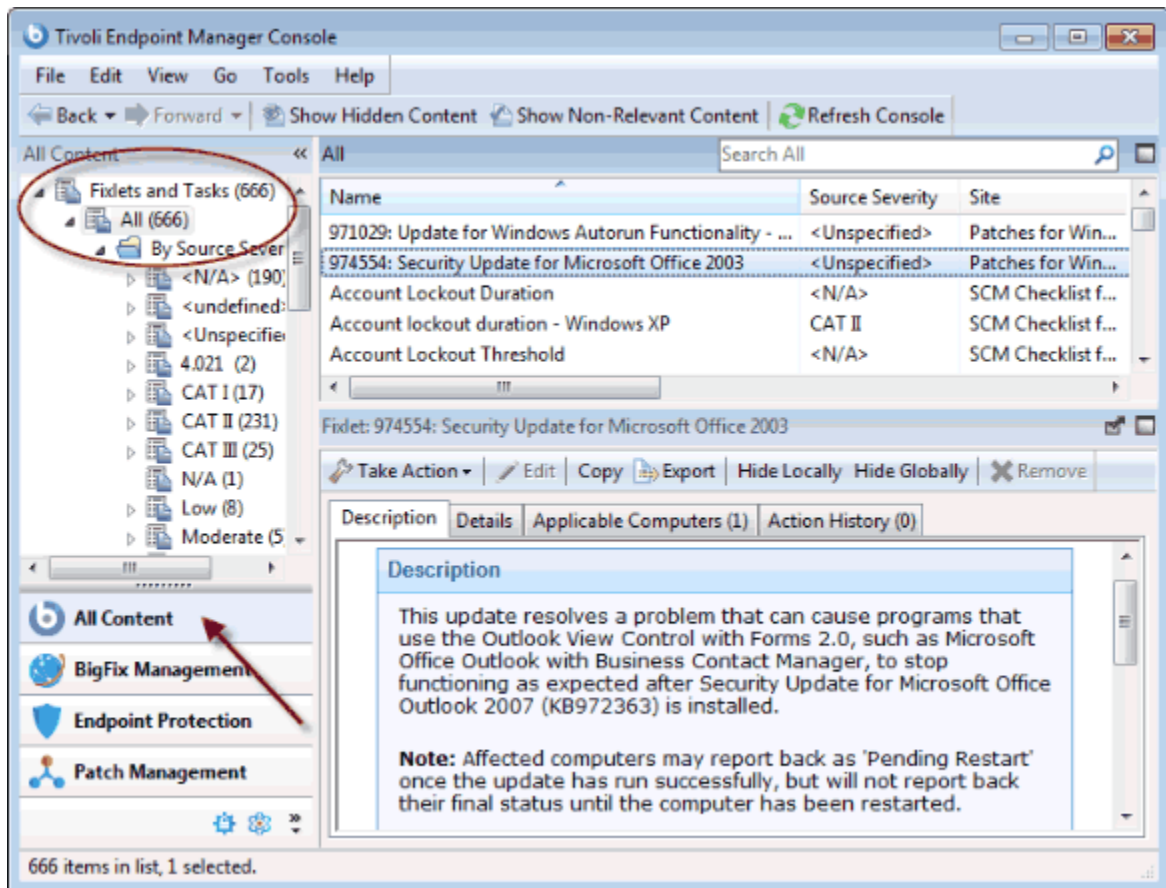 Tivoli Endpoint Manager Console
File Edit View Go Tools Help
Back Forward Show Hidden Content Show Non-Relevant Content Refresh Console
All Content «
Fixlets and Tasks (666)
All (666)
By Source Sever
<N/A> (190)
<undefined>
<Unspecified
4.021 (2)
CAT I (17)
CAT II (231)
CAT III (25)
N/A (1)
Low (8)
Moderate (5
All Content
BigFix Management
Endpoint Protection
Patch Management
All Search All
Name Source Severity Site
971029: Update for Windows Autorun Functionality - ... <Unspecified> Patches for Win...
974554: Security Update for Microsoft Office 2003 <Unspecified> Patches for Win...
Account Lockout Duration <N/A> SCM Checklist f...
Account lockout duration - Windows XP CAT II SCM Checklist f...
Account Lockout Threshold <N/A> SCM Checklist f...
Fixlet: 974554: Security Update for Microsoft Office 2003
Take Action Edit Copy Export Hide Locally Hide Globally Remove
Description Details Applicable Computers (1) Action History (0)
Description
This update resolves a problem that can cause programs that
use the Outlook View Control with Forms 2.0, such as Microsoft
Office Outlook with Business Contact Manager, to stop
functioning as expected after Security Update for Microsoft Office
Outlook 2007 (KB972363) is installed.
Note: Affected computers may report back as 'Pending Restart'
once the update has run successfully, but will not report back
their final status until the computer has been restarted.
666 items in list, 1 selected.